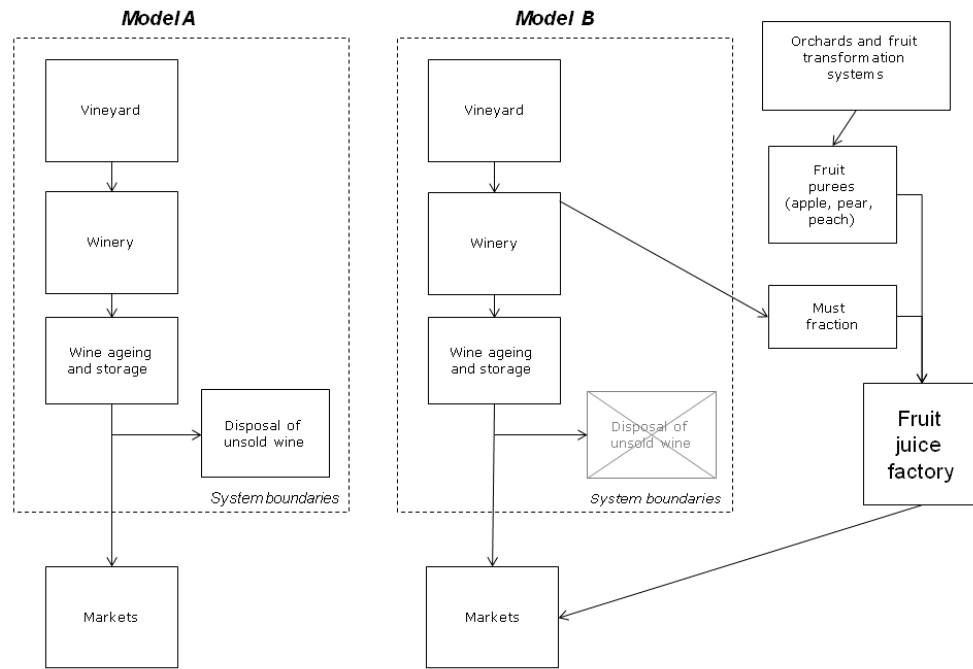 Model A
Vineyard
Winery
Wine ageing
and storage
Disposal of
unsold wine
System boundaries
Markets
Model B
Vineyard
Winery
Wine ageing
and storage
Disposal of
unsold wine
System boundaries
Markets
Orchards and fruit
transformation
systems
Fruit
purees
(apple, pear,
peach)
Must
fraction
Fruit
juice
factory